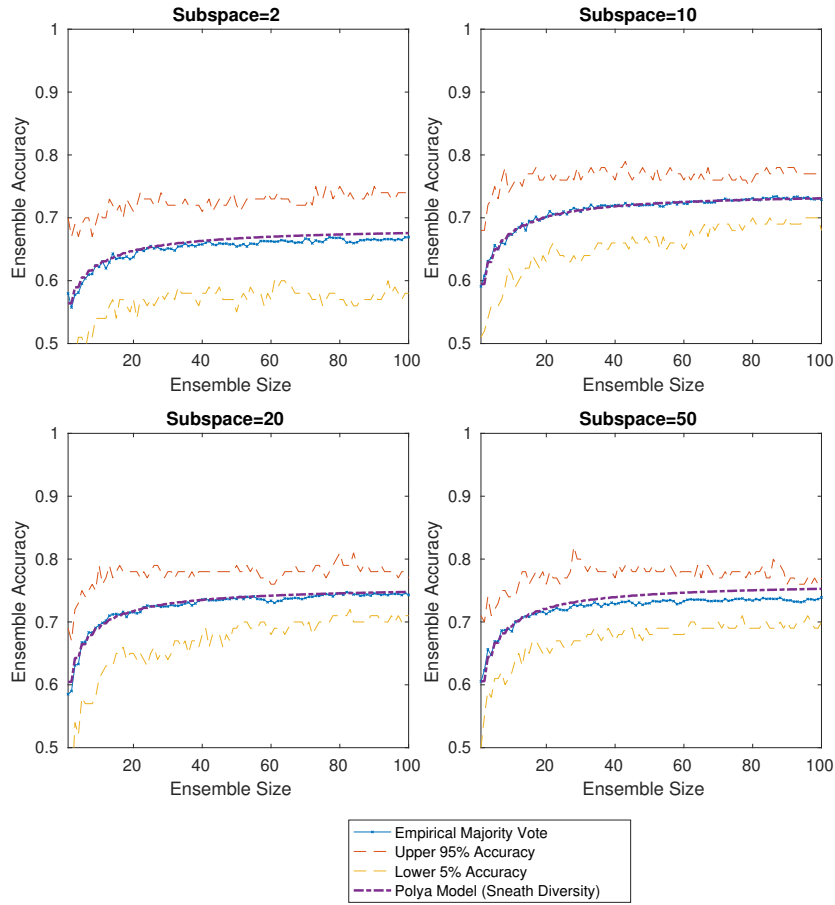 Subspace=2
1
0.9
0.8
0.7
0.6
0.5
Ensemble Accuracy
20 40 60 80 100
Ensemble Size
Subspace=10
1
0.9
0.8
0.7
0.6
0.5
Ensemble Accuracy
20 40 60 80 100
Ensemble Size
Subspace=20
1
0.9
0.8
0.7
0.6
0.5
Ensemble Accuracy
20 40 60 80 100
Ensemble Size
Subspace=50
1
0.9
0.8
0.7
0.6
0.5
Ensemble Accuracy
20 40 60 80 100
Ensemble Size
Empirical Majority Vote
Upper 95% Accuracy
Lower 5% Accuracy
Polya Model (Sneath Diversity)